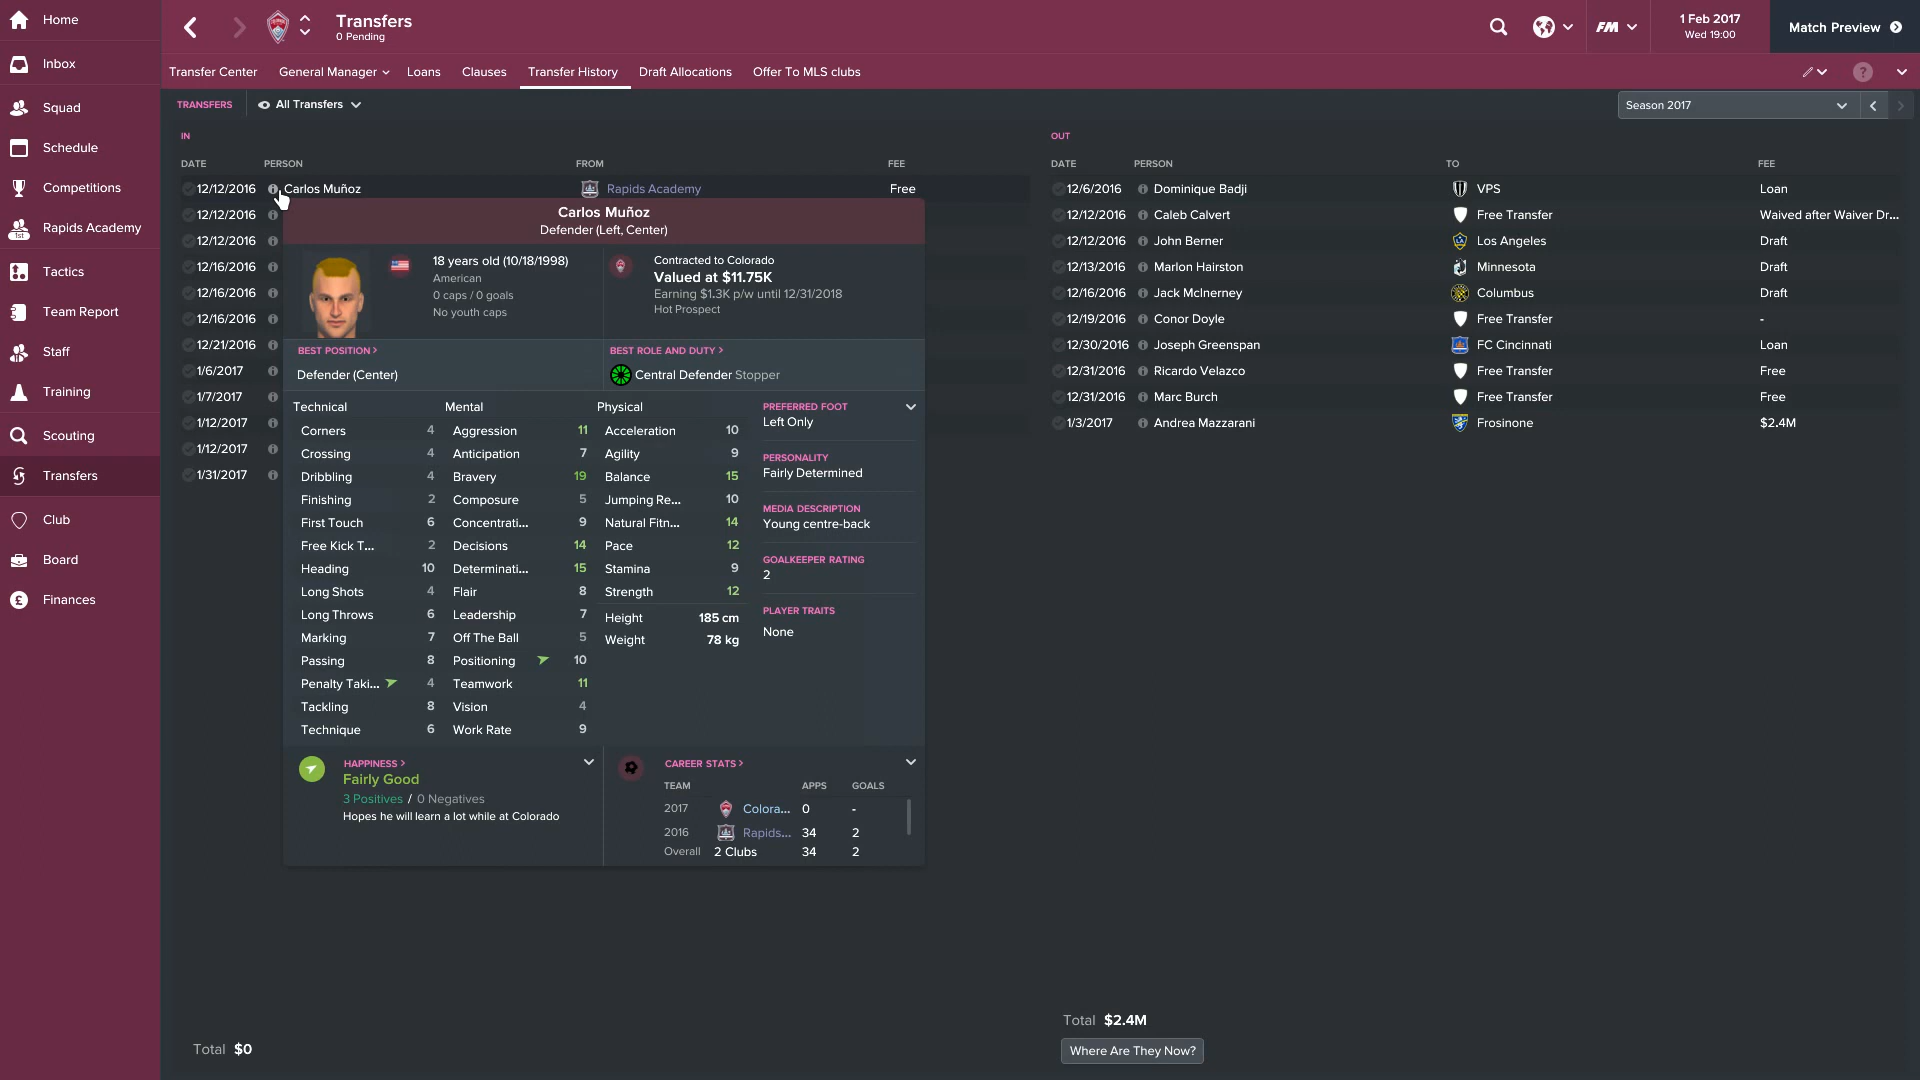 Home
Inbox
Squad
Schedule
Competitions
1st Rapids Academy
Tactics
Team Report
Staff
Training
Scouting
Transfers
Club
Board
£ Finances
Transfers
0 Pending
FM
1 Feb 2017
Wed 19:00
Match Preview
Transfer Center General Manager Loans Clauses Transfer History Draft Allocations Offer To MLS clubs ?
TRANSFERS All Transfers Season 2017
IN
DATE PERSON FROM FEE
12/12/2016 Carlos Muñoz Rapids Academy Free
12/12/2016
12/12/2016
12/16/2016
12/16/2016
12/16/2016
12/21/2016
1/6/2017
1/7/2017
1/12/2017
1/12/2017
1/31/2017
Carlos Muñoz
Defender (Left, Center)
18 years old (10/18/1998)
American
0 caps / 0 goals
No youth caps
Contracted to Colorado
Valued at $11.75K
Earning $1.3K p/w until 12/31/2018
Hot Prospect
BEST POSITION >
Defender (Center)
BEST ROLE AND DUTY >
Central Defender Stopper
Technical
Corners 4
Crossing 4
Dribbling 4
Finishing 2
First Touch 6
Free Kick T... 2
Heading 10
Long Shots 4
Long Throws 6
Marking 7
Passing 8
Penalty Taki... 4
Tackling 8
Technique 6
Mental
Aggression 11
Anticipation 7
Bravery 19
Composure 5
Concentrati... 9
Decisions 14
Determinati... 15
Flair 8
Leadership 7
Off The Ball 5
Positioning 10
Teamwork 11
Vision 4
Work Rate 9
Physical
Acceleration 10
Agility 9
Balance 15
Jumping Re... 10
Natural Fitn... 14
Pace 12
Stamina 9
Strength 12
Height 185 cm
Weight 78 kg
PREFERRED FOOT
Left Only
PERSONALITY
Fairly Determined
MEDIA DESCRIPTION
Young centre-back
GOALKEEPER RATING
2
PLAYER TRAITS
None
HAPPINESS >
Fairly Good
3 Positives / 0 Negatives
Hopes he will learn a lot while at Colorado
CAREER STATS >
TEAM APPS GOALS
2017 Colora... 0 -
2016 Rapids... 34 2
Overall 2 Clubs 34 2
Total $0
OUT
DATE PERSON TO FEE
12/6/2016 Dominique Badji VPS Loan
12/12/2016 Caleb Calvert Free Transfer Waived after Waiver Dr...
12/12/2016 John Berner Los Angeles Draft
12/13/2016 Marlon Hairston Minnesota Draft
12/16/2016 Jack McInerney Columbus Draft
12/19/2016 Conor Doyle Free Transfer -
12/30/2016 Joseph Greenspan FC Cincinnati Loan
12/31/2016 Ricardo Velazco Free Transfer Free
12/31/2016 Marc Burch Free Transfer Free
1/3/2017 Andrea Mazzarani Frosinone $2.4M
Total $2.4M
Where Are They Now?